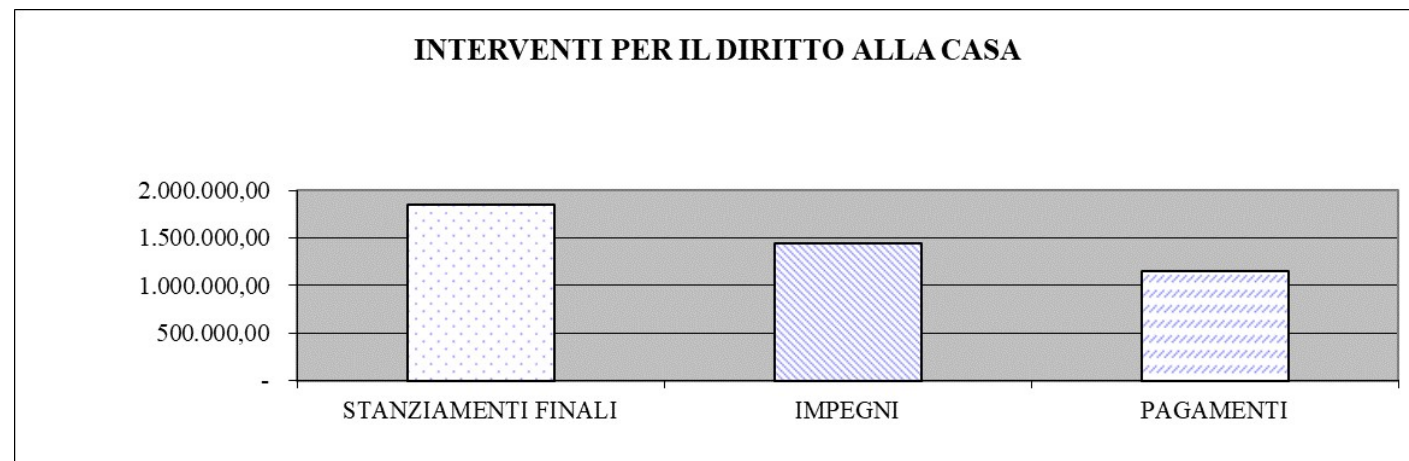 INTERVENTI PER IL DIRITTO ALLA CASA
2.000.000,00
1.500.000,00
1.000.000,00
500.000,00
-
STANZIAMENTI FINALI IMPEGNI PAGAMENTI